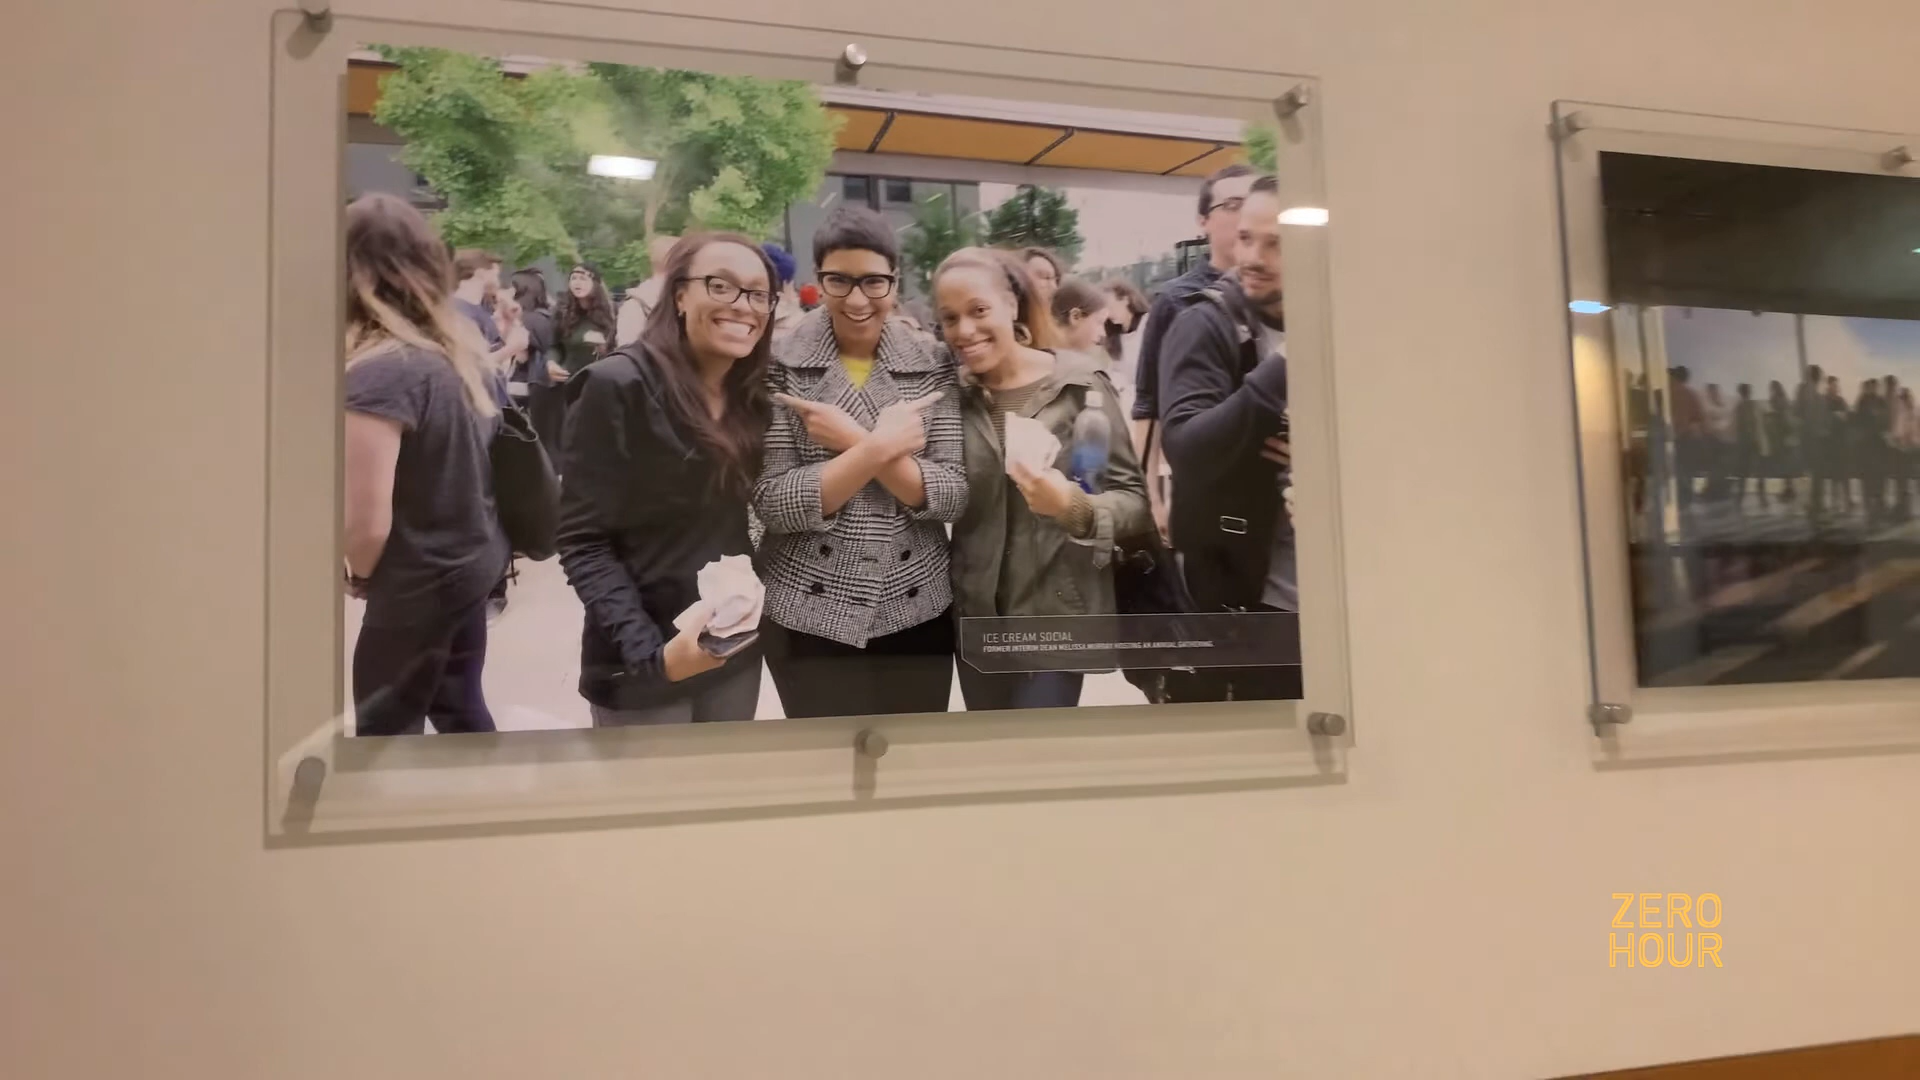 ICE CREAM SOCIAL
FORMER INTERIM DEAN MELISSA MURRAY HOSTING AN ANNUAL GATHERING
ZERO
HOUR